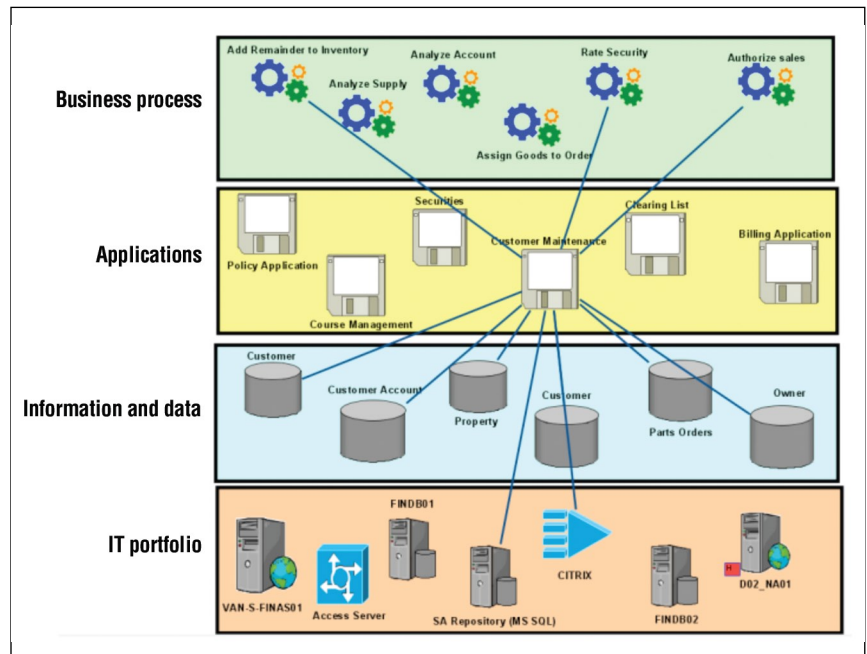 Business process
Add Remainder to Inventory
Analyze Account
Rate Security
Authorize sales
Analyze Supply
Assign Goods to Order
Applications
Securities
Clearing List
Customer Maintenance
Billing Application
Policy Application
Course Management
Information and data
Customer
Customer Account
Property
Customer
Parts Orders
Owner
IT portfolio
FINDB01
VAN-S-FINAS01
Access Server
SA Repository (MS SQL)
CITRIX
FINDB02
H
D02_NA01